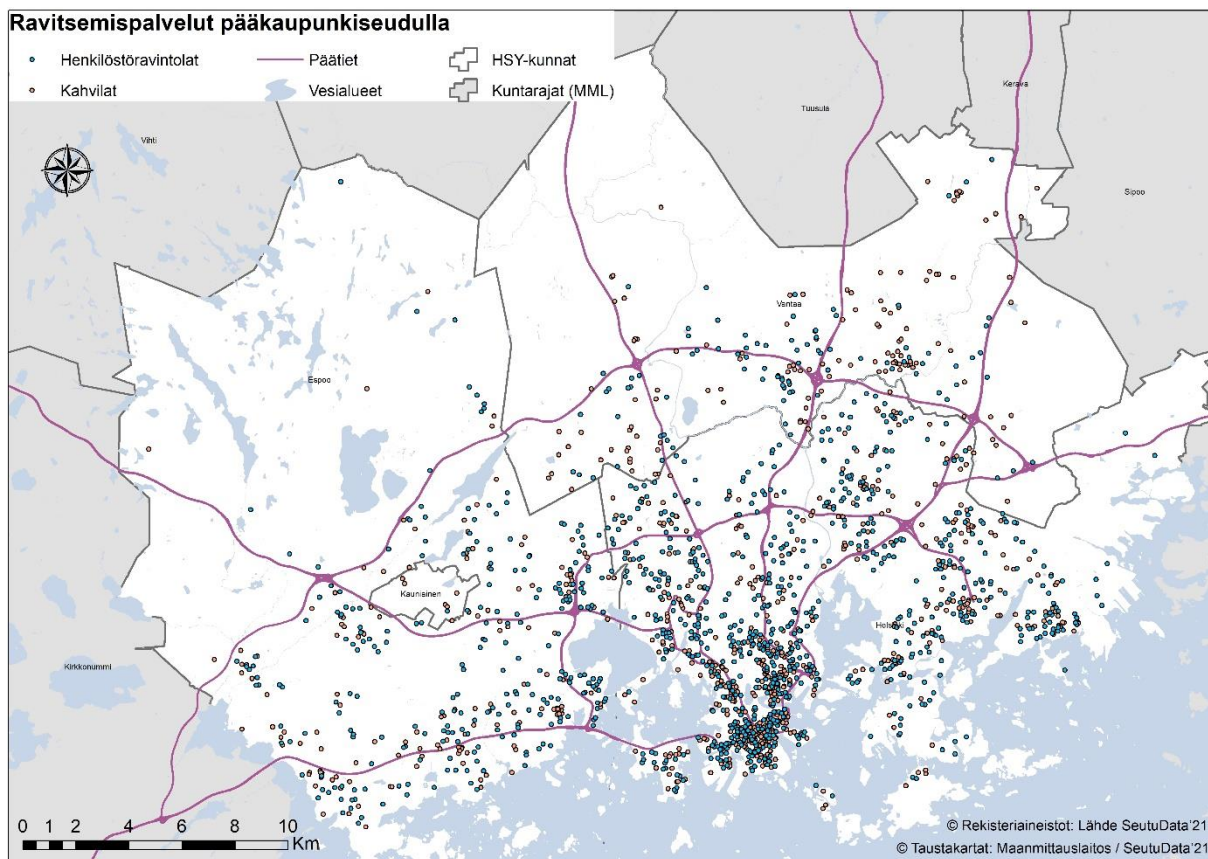 Ravitsemispalvelut pääkaupunkiseudulla
Henkilöstöravintolat
Päätiet
HSY-kunnat
Kahvilat
Vesialueet
Kuntarajat (MML)
Kerava
Tuusula
Vihti
Sipoo
Vantaa
Espoo
Kauniainen
Helsinki
Kirkkonummi
0 1 2 4 6 8 10
Km
© Rekisteriaineistot: Lähde SeutuData'21
© Taustakartat: Maanmittauslaitos / SeutuData'21